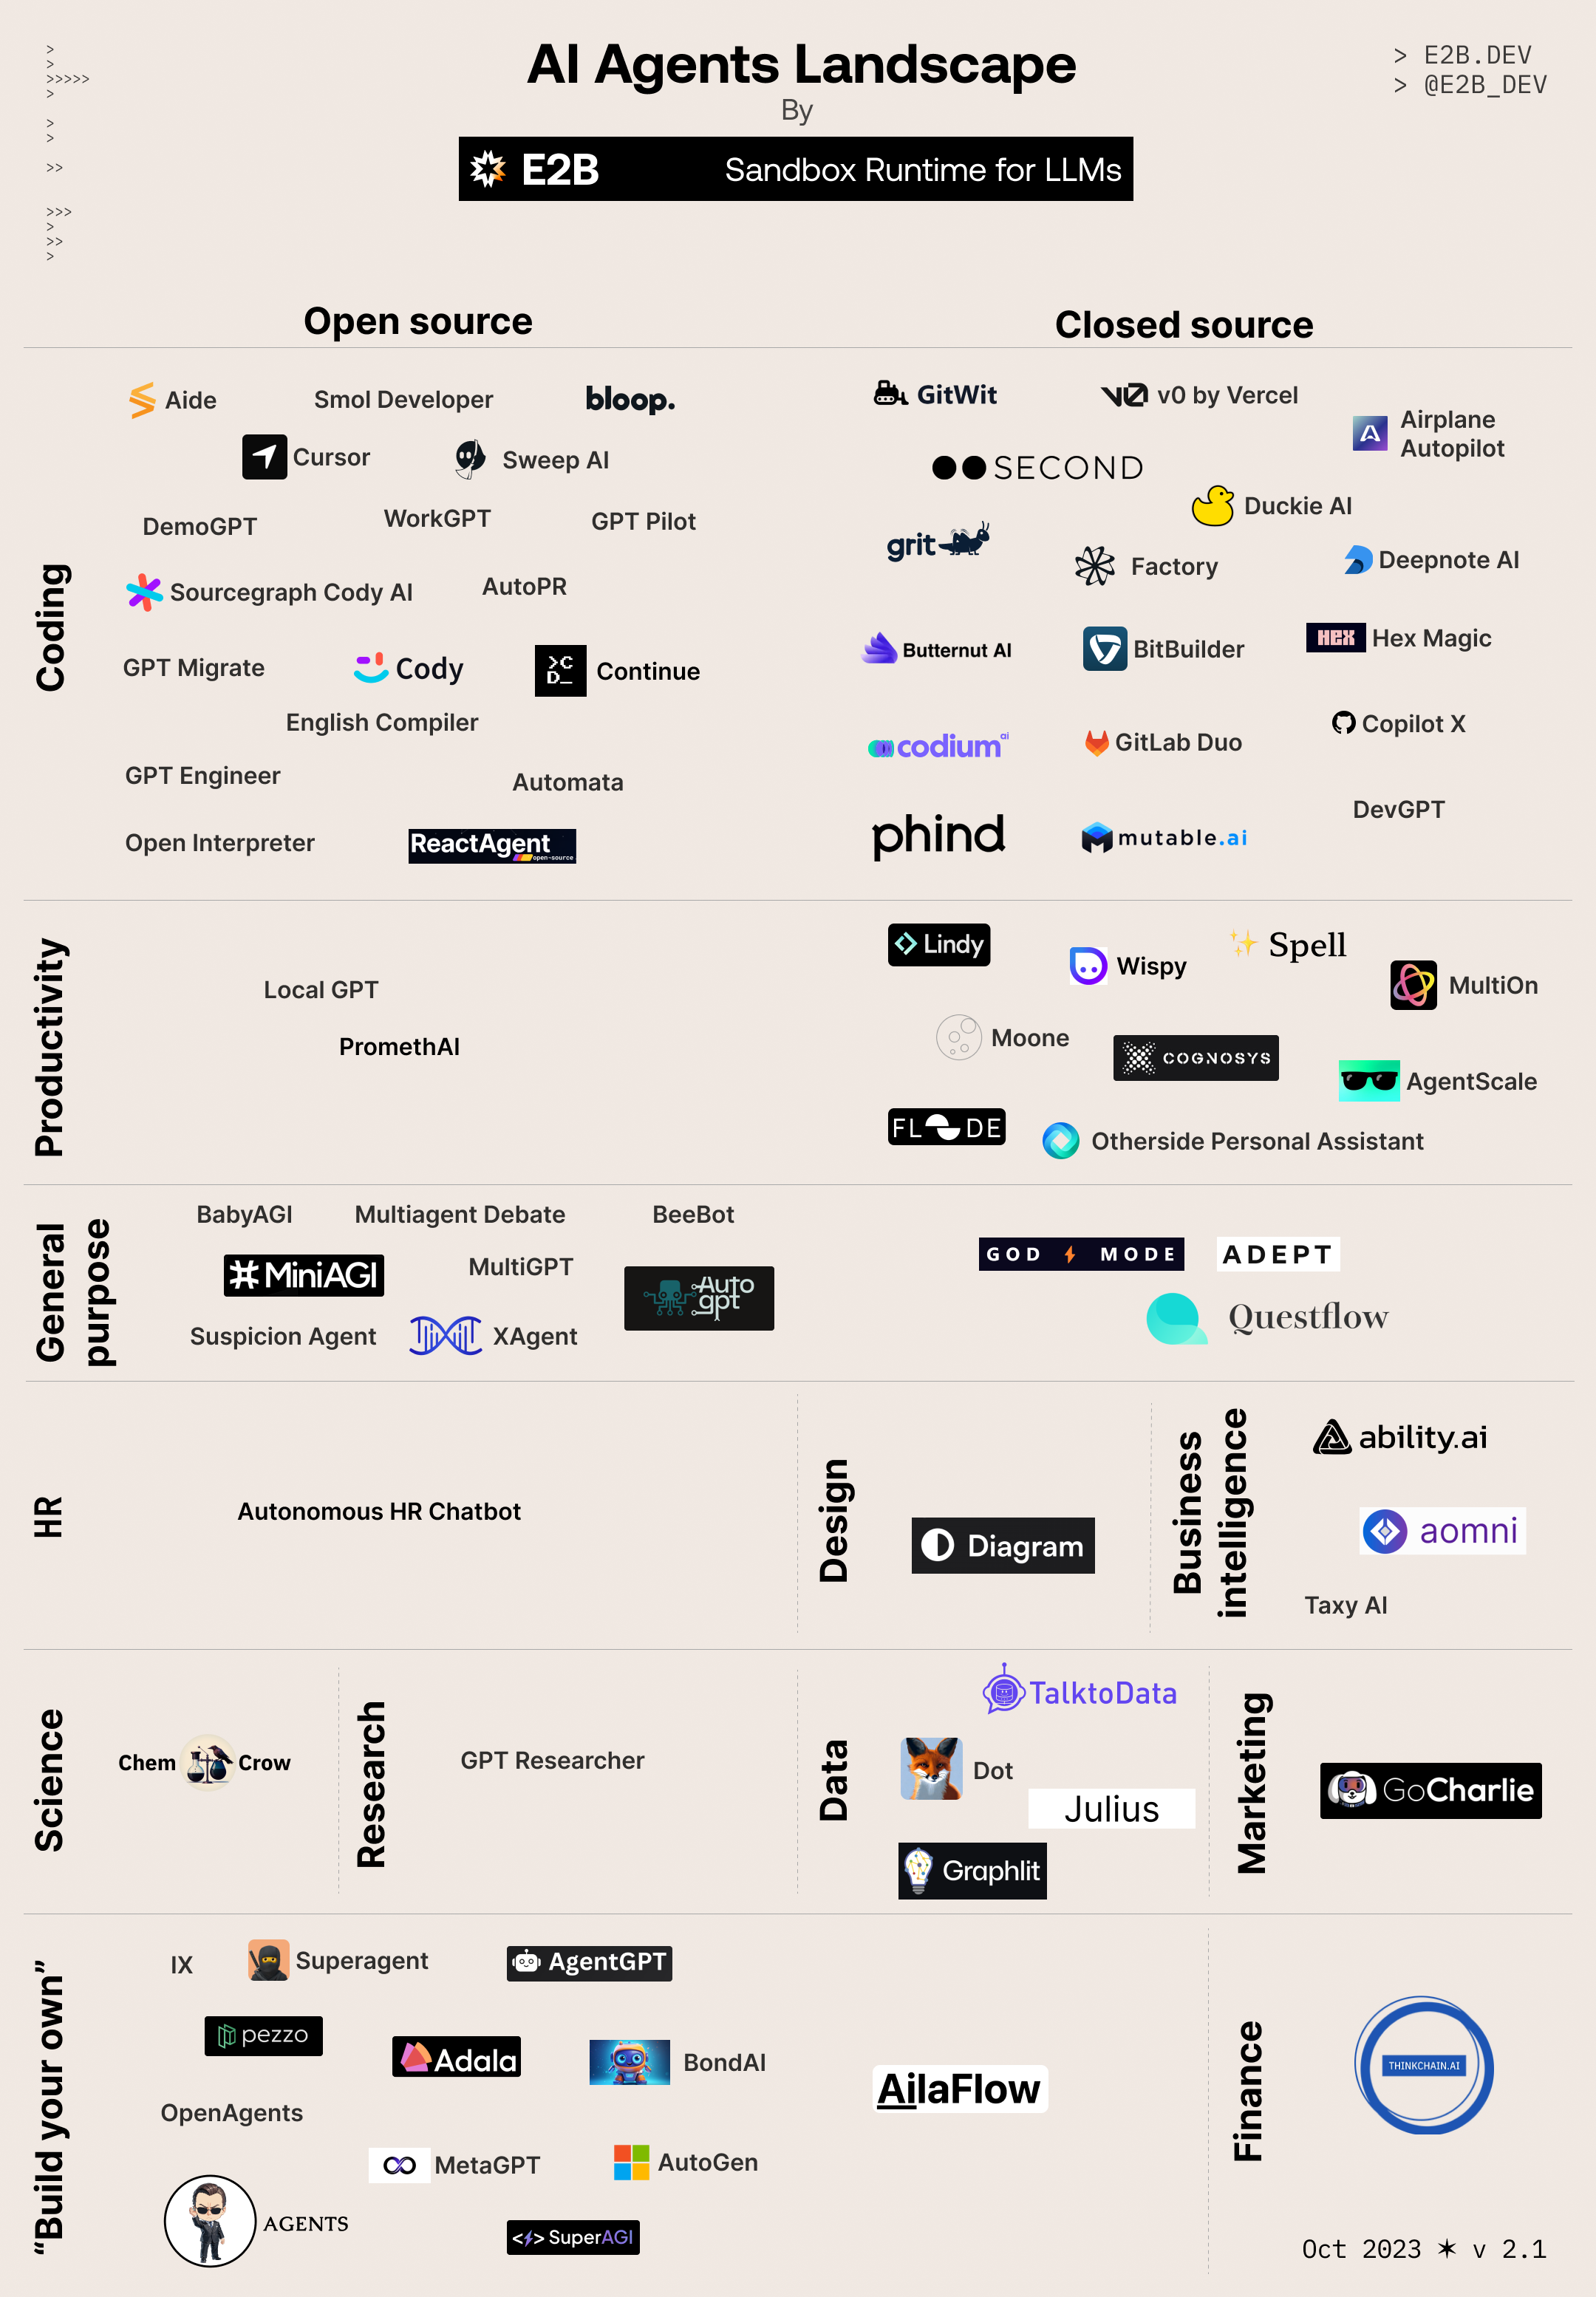 >
>
>>>>>
>
>
>
>>
>>>
>
>>
>
AI Agents Landscape
By
E2B Sandbox Runtime for LLMs
> E2B.DEV
> @E2B_DEV
Open source
Closed source
Coding
Aide
Smol Developer
bloop.
Cursor
Sweep AI
DemoGPT
WorkGPT
GPT Pilot
Sourcegraph Cody AI
AutoPR
GPT Migrate
Cody
>C
D_
Continue
English Compiler
GPT Engineer
Automata
Open Interpreter
ReactAgent
open-source
GitWit
v0 v0 by Vercel
Airplane
Autopilot
SECOND
Duckie AI
grit
Factory
Deepnote AI
Butternut AI
BitBuilder
HEX Hex Magic
codium ai
GitLab Duo
Copilot X
DevGPT
phind
mutable.ai
Productivity
Local GPT
PromethAI
Lindy
Wispy
Spell
MultiOn
Moone
COGNOSYS
AgentScale
FLODE
Otherside Personal Assistant
General
purpose
BabyAGI
Multiagent Debate
BeeBot
MiniAGI
MultiGPT
Auto
gpt
Suspicion Agent
XAgent
GOD MODE
ADEPT
Questflow
HR
Autonomous HR Chatbot
Design
Diagram
Business
intelligence
ability.ai
aomni
Taxy AI
Science
Chem Crow
Research
GPT Researcher
Data
TalktoData
Dot
Julius
Graphlit
Marketing
GoCharlie
“Build your own”
IX
Superagent
AgentGPT
pezzo
Adala
BondAI
OpenAgents
MetaGPT
AutoGen
AGENTS
</> SuperAGI
AilaFlow
Finance
THINKCHAIN.AI
Oct 2023 ✶ v 2.1